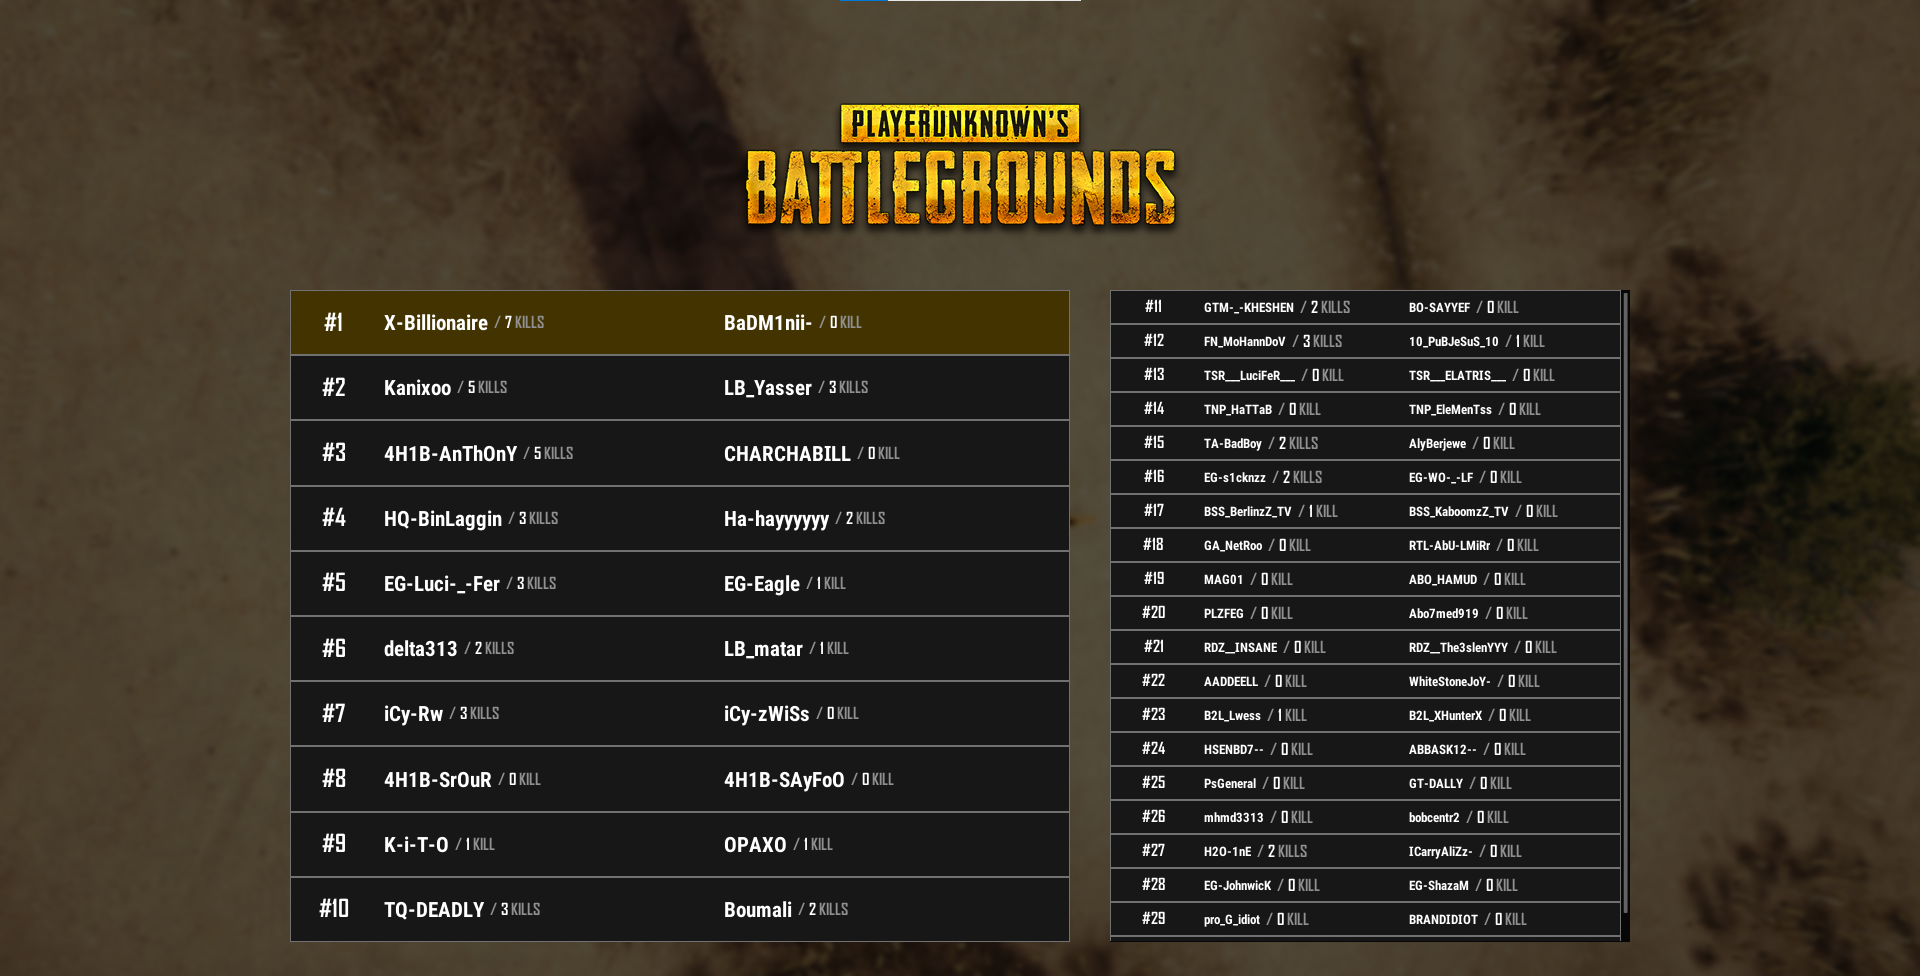 PLAYERUNKNOWN'S
BATTLEGROUNDS
#1 X-Billionaire / 7 KILLS BaDM1nii- / 0 KILL
#2 Kanixoo / 5 KILLS LB_Yasser / 3 KILLS
#3 4H1B-AnThOnY / 5 KILLS CHARCHABILL / 0 KILL
#4 HQ-BinLaggin / 3 KILLS Ha-hayyyyyy / 2 KILLS
#5 EG-Luci-_-Fer / 3 KILLS EG-Eagle / 1 KILL
#6 delta313 / 2 KILLS LB_matar / 1 KILL
#7 iCy-Rw / 3 KILLS iCy-zWiSs / 0 KILL
#8 4H1B-SrOuR / 0 KILL 4H1B-SAyFoO / 0 KILL
#9 K-i-T-O / 1 KILL OPAXO / 1 KILL
#10 TQ-DEADLY / 3 KILLS Boumali / 2 KILLS
#11 GTM-_-KHESHEN / 2 KILLS BO-SAYYEF / 0 KILL
#12 FN_MoHannDoV / 3 KILLS 10_PuBJeSuS_10 / 1 KILL
#13 TSR___LuciFeR___ / 0 KILL TSR___ELATRIS___ / 0 KILL
#14 TNP_HaTTaB / 0 KILL TNP_EleMenTss / 0 KILL
#15 TA-BadBoy / 2 KILLS AlyBerjewe / 0 KILL
#16 EG-s1cknzz / 2 KILLS EG-WO-_-LF / 0 KILL
#17 BSS_BerlinzZ_TV / 1 KILL BSS_KaboomzZ_TV / 0 KILL
#18 GA_NetRoo / 0 KILL RTL-AbU-LMiRr / 0 KILL
#19 MAG01 / 0 KILL ABO_HAMUD / 0 KILL
#20 PLZFEG / 0 KILL Abo7med919 / 0 KILL
#21 RDZ__INSANE / 0 KILL RDZ__The3slenYYY / 0 KILL
#22 AADDEELL / 0 KILL WhiteStoneJoY- / 0 KILL
#23 B2L_Lwess / 1 KILL B2L_XHunterX / 0 KILL
#24 HSENBD7-- / 0 KILL ABBASK12-- / 0 KILL
#25 PsGeneral / 0 KILL GT-DALLY / 0 KILL
#26 mhmd3313 / 0 KILL bobcentr2 / 0 KILL
#27 H2O-1nE / 2 KILLS ICarryAliZz- / 0 KILL
#28 EG-JohnwicK / 0 KILL EG-ShazaM / 0 KILL
#29 pro_G_idiot / 0 KILL BRANDIDIOT / 0 KILL